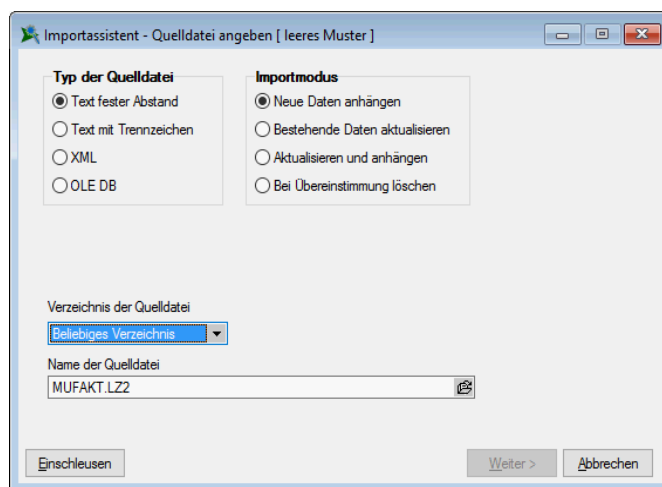 Importassistent - Quelldatei angeben [ leeres Muster ]
Typ der Quelldatei
Text fester Abstand
Text mit Trennzeichen
XML
OLE DB
Importmodus
Neue Daten anhängen
Bestehende Daten aktualisieren
Aktualisieren und anhängen
Bei Übereinstimmung löschen
Verzeichnis der Quelldatei
Beliebiges Verzeichnis
Name der Quelldatei
MUFAKT.LZ2
Einschleusen
Weiter >
Abbrechen